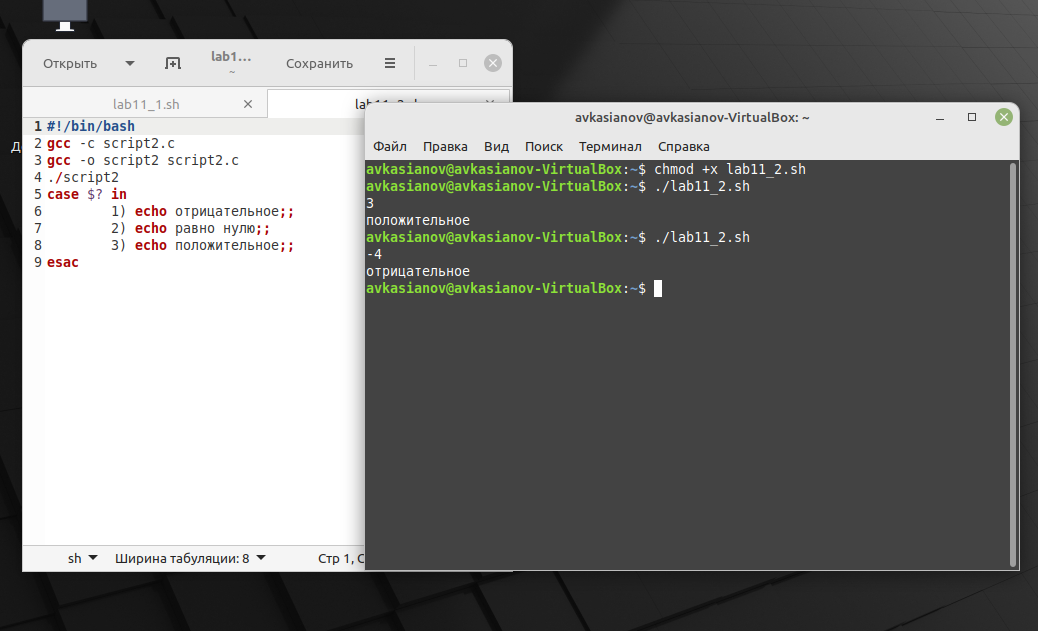 Открыть
lab1...
~
Сохранить
lab11_1.sh
1 #!/bin/bash
2 gcc -c script2.c
3 gcc -o script2 script2.c
4 ./script2
5 case $? in
6 1) echo отрицательное;;
7 2) echo равно нулю;;
8 3) echo положительное;;
9 esac
sh
Ширина табуляции: 8
Стр 1,
avkasianov@avkasianov-VirtualBox: ~
Файл Правка Вид Поиск Терминал Справка
avkasianov@avkasianov-VirtualBox:~$ chmod +x lab11_2.sh
avkasianov@avkasianov-VirtualBox:~$ ./lab11_2.sh
3
положительное
avkasianov@avkasianov-VirtualBox:~$ ./lab11_2.sh
-4
отрицательное
avkasianov@avkasianov-VirtualBox:~$